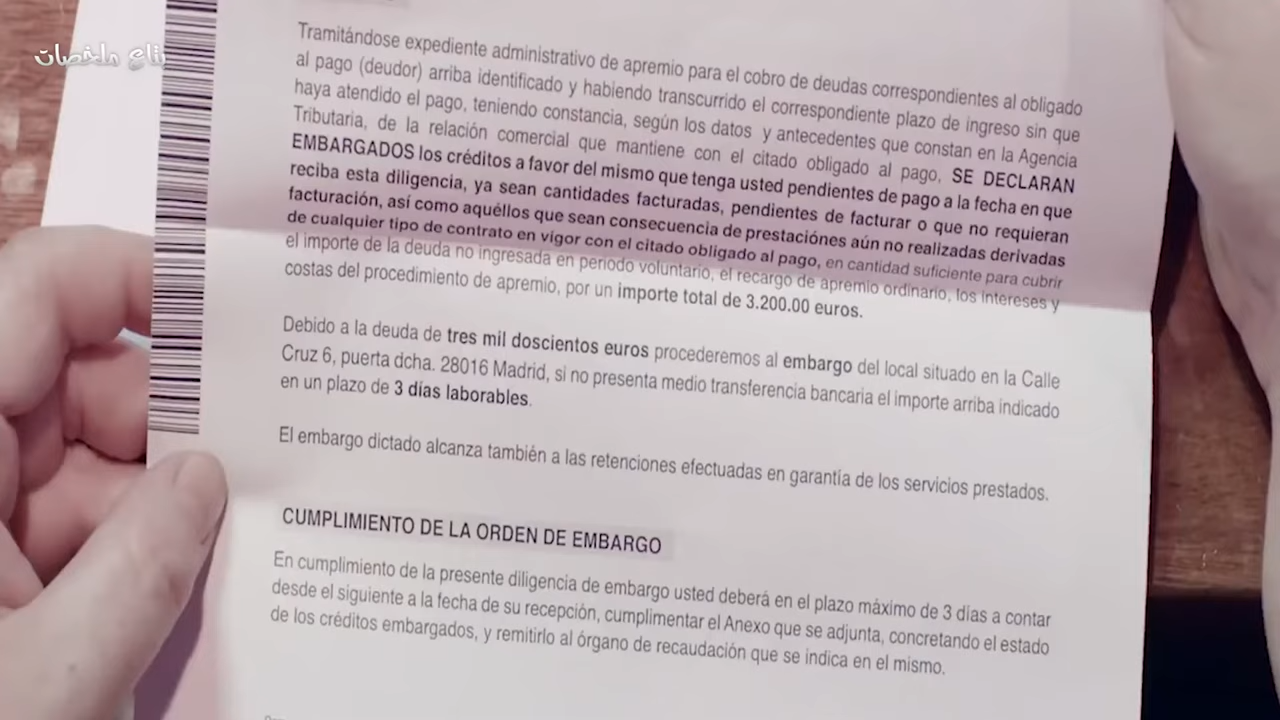 بتاع ملخصات
Tramitándose expediente administrativo de apremio para el cobro de deudas correspondientes al obligado
al pago (deudor) arriba identificado y habiendo transcurrido el correspondiente plazo de ingreso sin que
haya atendido el pago, teniendo constancia, según los datos y antecedentes que constan en la Agencia
Tributaria, de la relación comercial que mantiene con el citado obligado al pago, SE DECLARAN
EMBARGADOS los créditos a favor del mismo que tenga usted pendientes de pago a la fecha en que
reciba esta diligencia, ya sean cantidades facturadas, pendientes de facturar o que no requieran
facturación, así como aquéllos que sean consecuencia de prestaciónes aún no realizadas derivadas
de cualquier tipo de contrato en vigor con el citado obligado al pago, en cantidad suficiente para cubrir
el importe de la deuda no ingresada en periodo voluntario, el recargo de apremio ordinario, los intereses y
costas del procedimiento de apremio, por un importe total de 3.200.00 euros.
Debido a la deuda de tres mil doscientos euros procederemos al embargo del local situado en la Calle
Cruz 6, puerta dcha. 28016 Madrid, si no presenta medio transferencia bancaria el importe arriba indicado
en un plazo de 3 días laborables.
El embargo dictado alcanza también a las retenciones efectuadas en garantía de los servicios prestados.
CUMPLIMIENTO DE LA ORDEN DE EMBARGO
En cumplimiento de la presente diligencia de embargo usted deberá en el plazo máximo de 3 días a contar
desde el siguiente a la fecha de su recepción, cumplimentar el Anexo que se adjunta, concretando el estado
de los créditos embargados, y remitirlo al órgano de recaudación que se indica en el mismo.